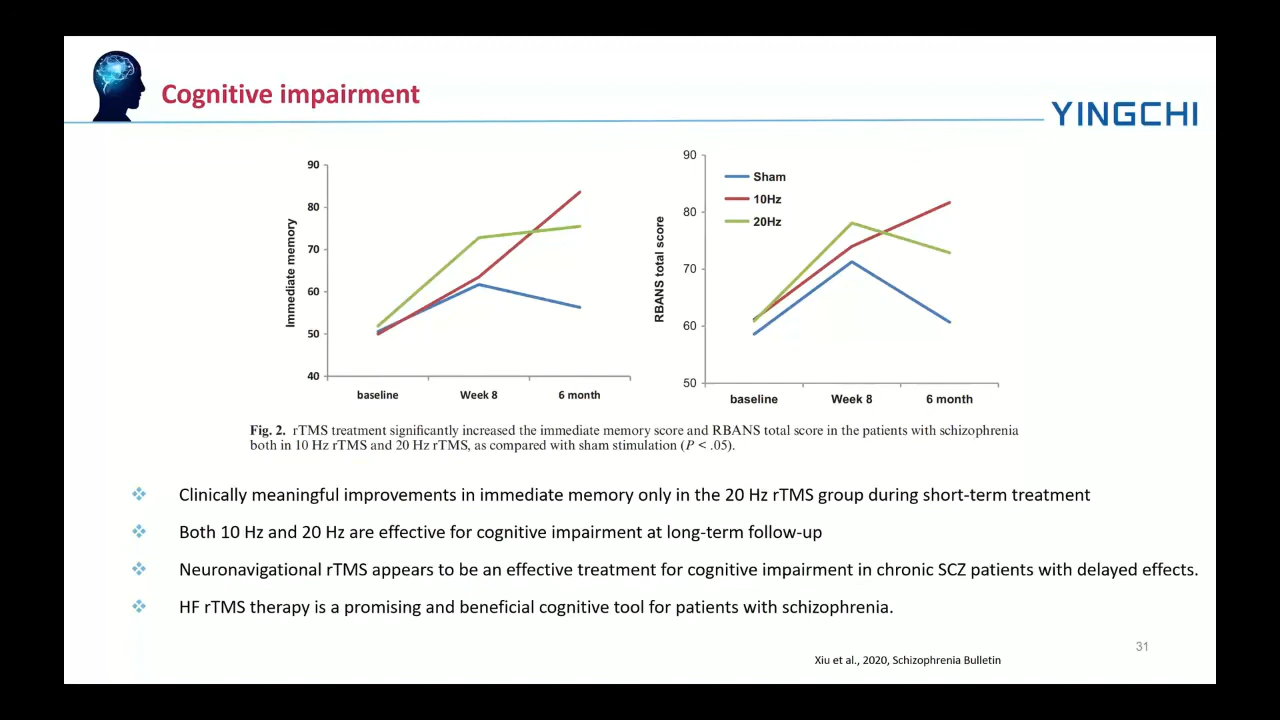 Cognitive impairment
YINGCHI
90
80
70
60
50
40
Immediate memory
baseline
Week 8
6 month
90
80
70
60
50
RBANS total score
Sham
10Hz
20Hz
baseline
Week 8
6 month
Fig. 2. rTMS treatment significantly increased the immediate memory score and RBANS total score in the patients with schizophrenia
both in 10 Hz rTMS and 20 Hz rTMS, as compared with sham stimulation (P < .05).
Clinically meaningful improvements in immediate memory only in the 20 Hz rTMS group during short-term treatment
Both 10 Hz and 20 Hz are effective for cognitive impairment at long-term follow-up
Neuronavigational rTMS appears to be an effective treatment for cognitive impairment in chronic SCZ patients with delayed effects.
HF rTMS therapy is a promising and beneficial cognitive tool for patients with schizophrenia.
31
Xiu et al., 2020, Schizophrenia Bulletin